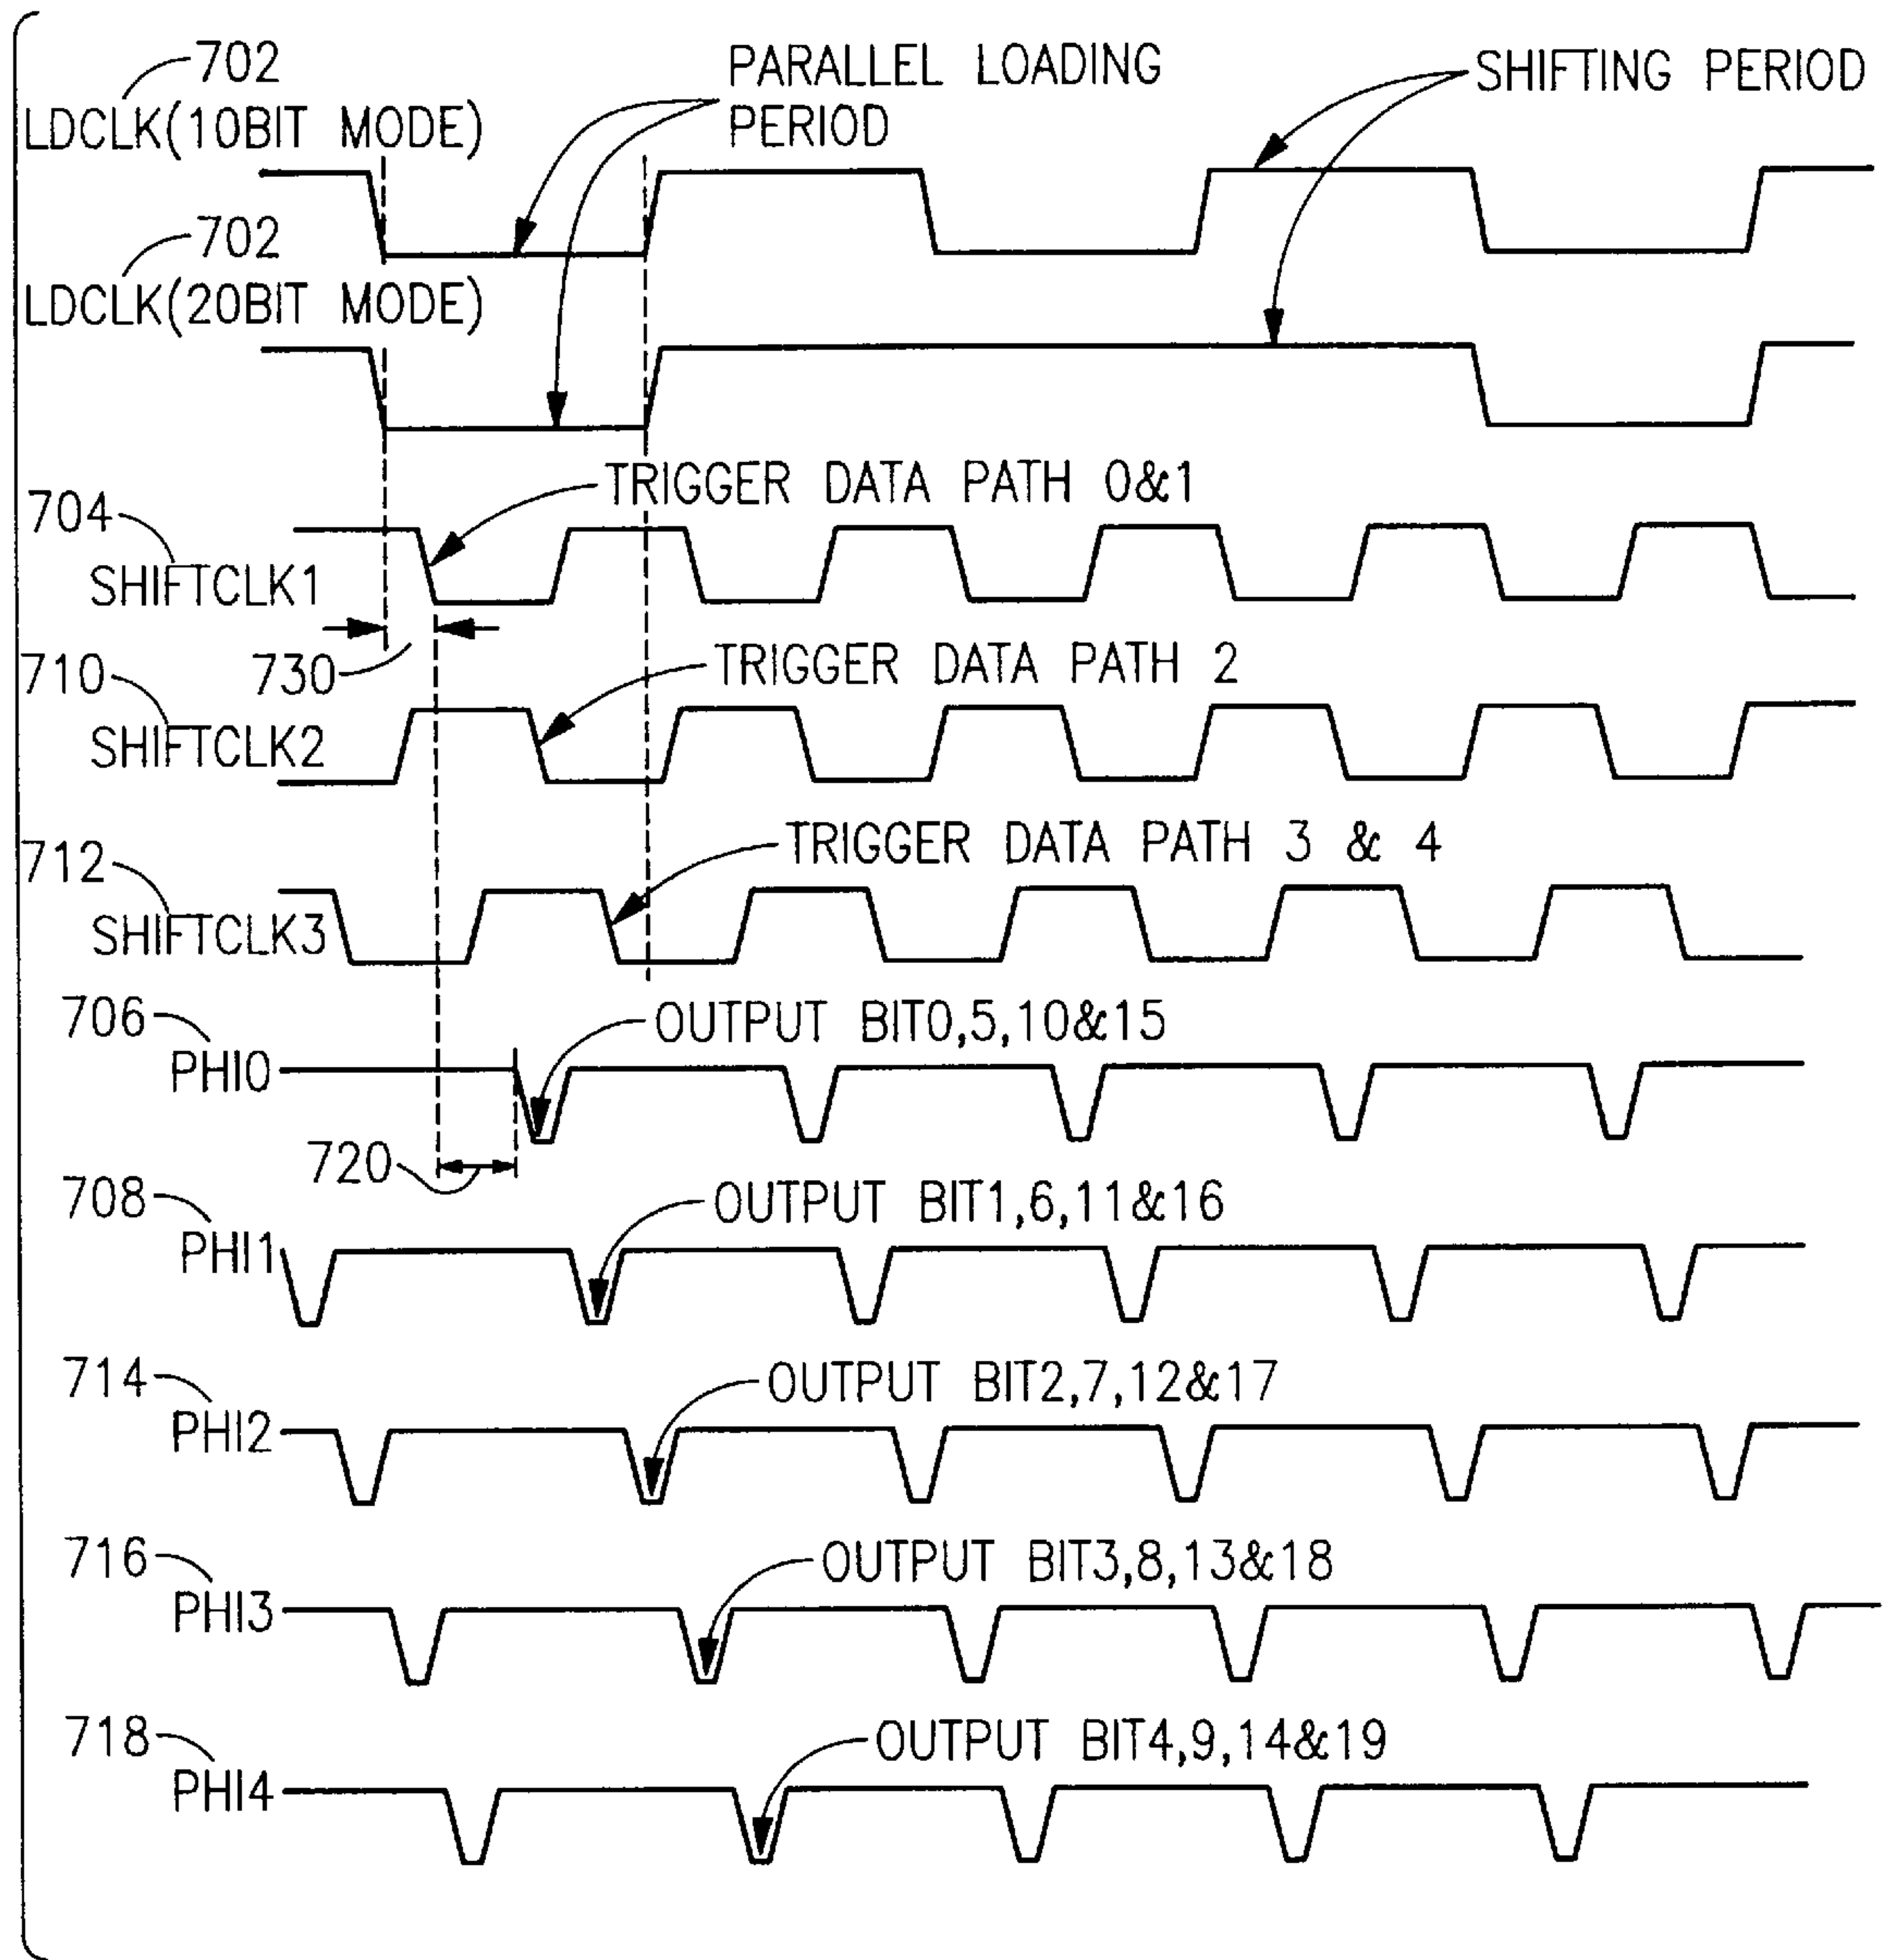 702
LDCLK(10BIT MODE)
PARALLEL LOADING
PERIOD
SHIFTING PERIOD
702
LDCLK(20BIT MODE)
TRIGGER DATA PATH 0&1
704
SHIFTCLK1
730
TRIGGER DATA PATH 2
710
SHIFTCLK2
TRIGGER DATA PATH 3 & 4
712
SHIFTCLK3
706
OUTPUT BIT0,5,10&15
PHI0
720
708
OUTPUT BIT1,6,11&16
PHI1
714
OUTPUT BIT2,7,12&17
PHI2
716
OUTPUT BIT3,8,13&18
PHI3
718
OUTPUT BIT4,9,14&19
PHI4